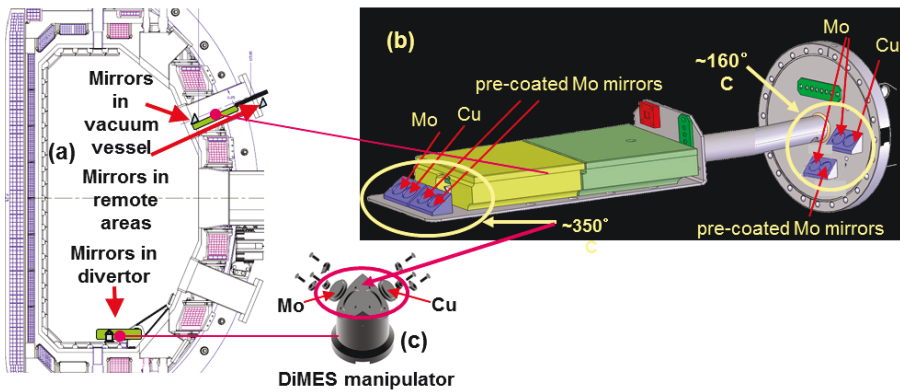 Mirrors
in
vacuum
vessel
(a)
Mirrors in
remote
areas
Mirrors in
divertor
(b)
Mo
Cu
pre-coated Mo mirrors
~350°
C
~160°
C
Mo
Cu
pre-coated Mo mirrors
Mo
Cu
(c)
DiMES manipulator